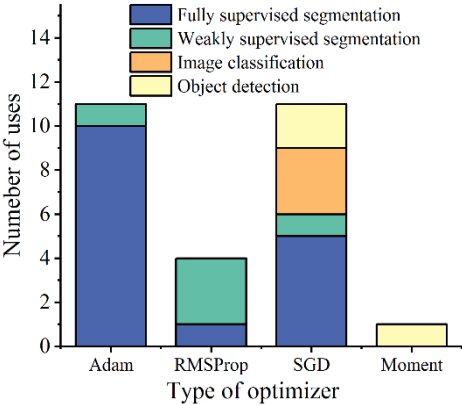 Fully supervised segmentation
Weakly supervised segmentation
Image classification
Object detection
14
12
10
8
6
4
2
0
Numeber of uses
Adam RMSProp SGD Moment
Type of optimizer